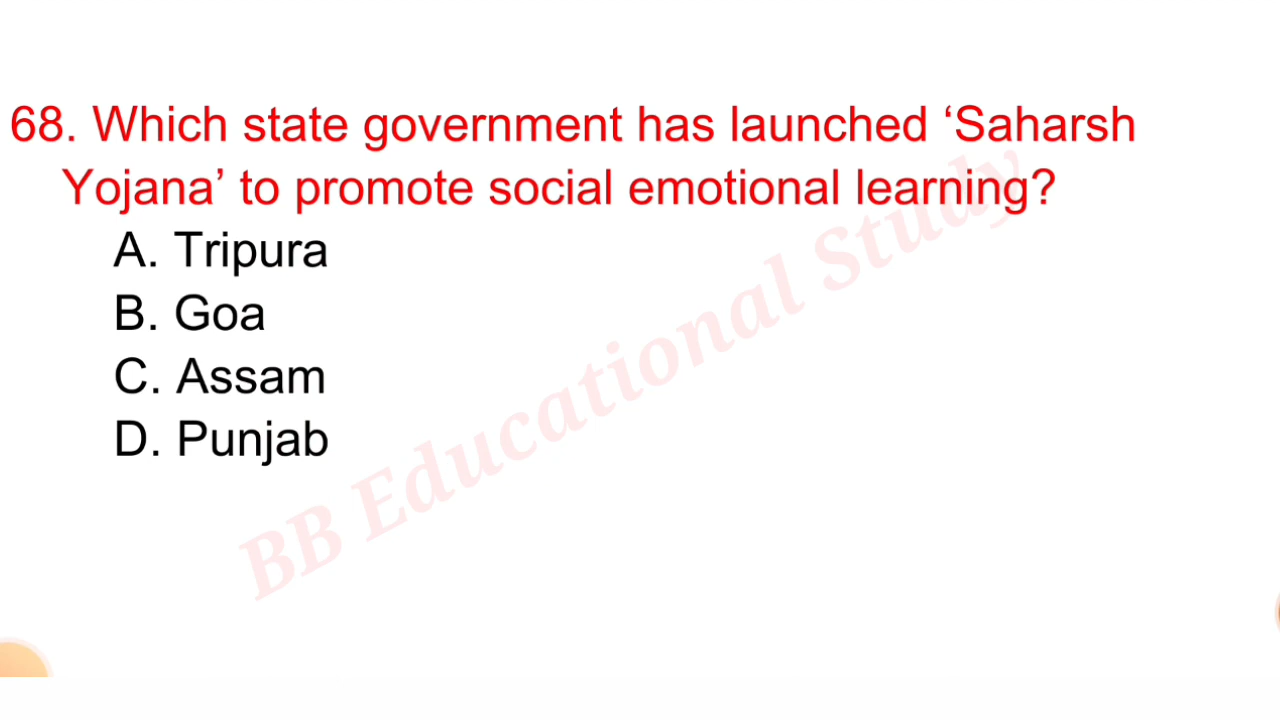 68. Which state government has launched ‘Saharsh
Yojana’ to promote social emotional learning?
A. Tripura
B. Goa
C. Assam
D. Punjab
BB Educational Study